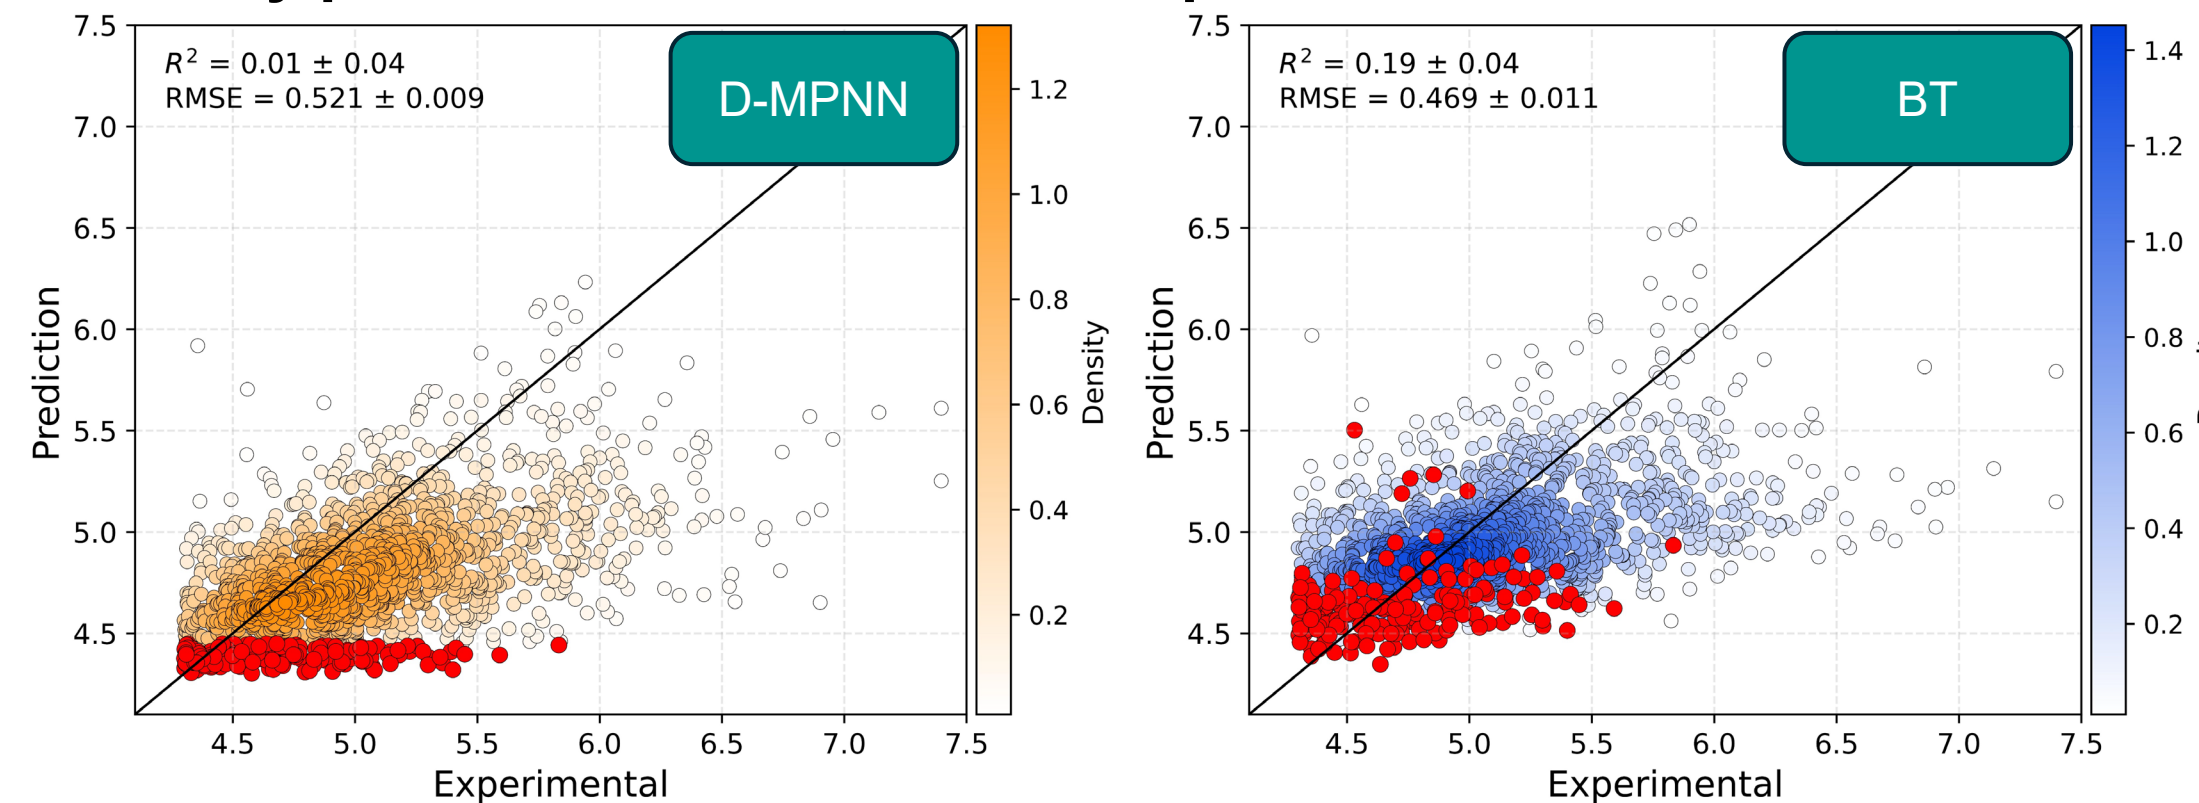 7.5
7.0
6.5
6.0
5.5
5.0
4.5
Prediction
R² = 0.01 ± 0.04
RMSE = 0.521 ± 0.009
D-MPNN
4.5 5.0 5.5 6.0 6.5 7.0 7.5
Experimental
1.2
1.0
0.8
0.6
0.4
0.2
Density
7.5
7.0
6.5
6.0
5.5
5.0
4.5
Prediction
R² = 0.19 ± 0.04
RMSE = 0.469 ± 0.011
BT
4.5 5.0 5.5 6.0 6.5 7.0 7.5
Experimental
1.4
1.2
1.0
0.8
0.6
0.4
0.2